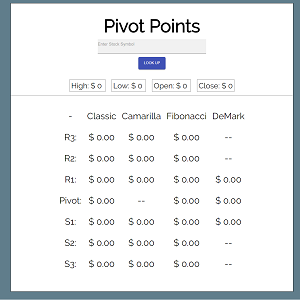 Pivot Points
Enter Stock Symbol
LOOK UP
High: $ 0 Low: $ 0 Open: $ 0 Close: $ 0
- Classic Camarilla Fibonacci DeMark
R3: $ 0.00 $ 0.00 $ 0.00 --
R2: $ 0.00 $ 0.00 $ 0.00 --
R1: $ 0.00 $ 0.00 $ 0.00 $ 0.00
Pivot: $ 0.00 -- $ 0.00 $ 0.00
S1: $ 0.00 $ 0.00 $ 0.00 $ 0.00
S2: $ 0.00 $ 0.00 $ 0.00 --
S3: $ 0.00 $ 0.00 $ 0.00 --